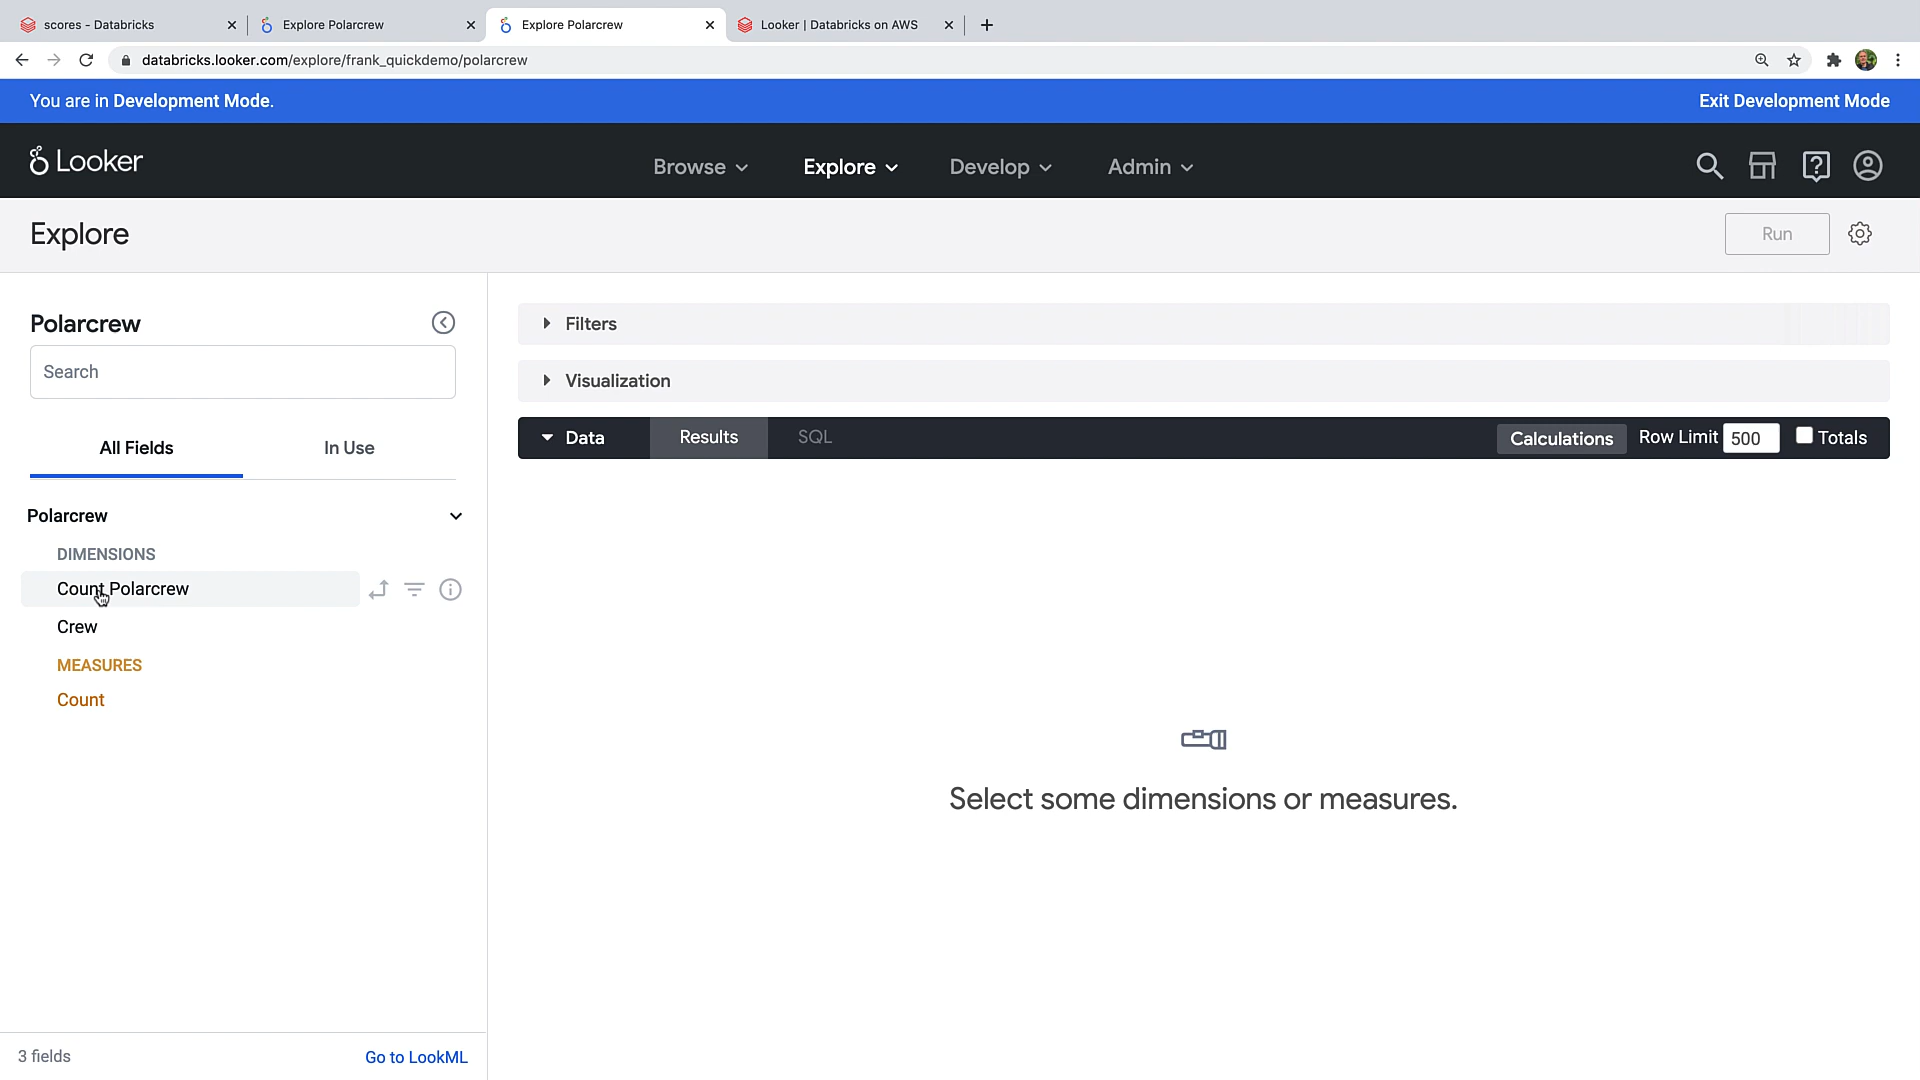 scores - Databricks
Explore Polarcrew
Explore Polarcrew
Looker | Databricks on AWS
databricks.looker.com/explore/frank_quickdemo/polarcrew
You are in Development Mode.
Exit Development Mode
Looker
Browse
Explore
Develop
Admin
Explore
Run
Polarcrew
Search
All Fields
In Use
Polarcrew
DIMENSIONS
Count Polarcrew
Crew
MEASURES
Count
3 fields
Go to LookML
Filters
Visualization
Data
Results
SQL
Calculations
Row Limit 500
Totals
Select some dimensions or measures.